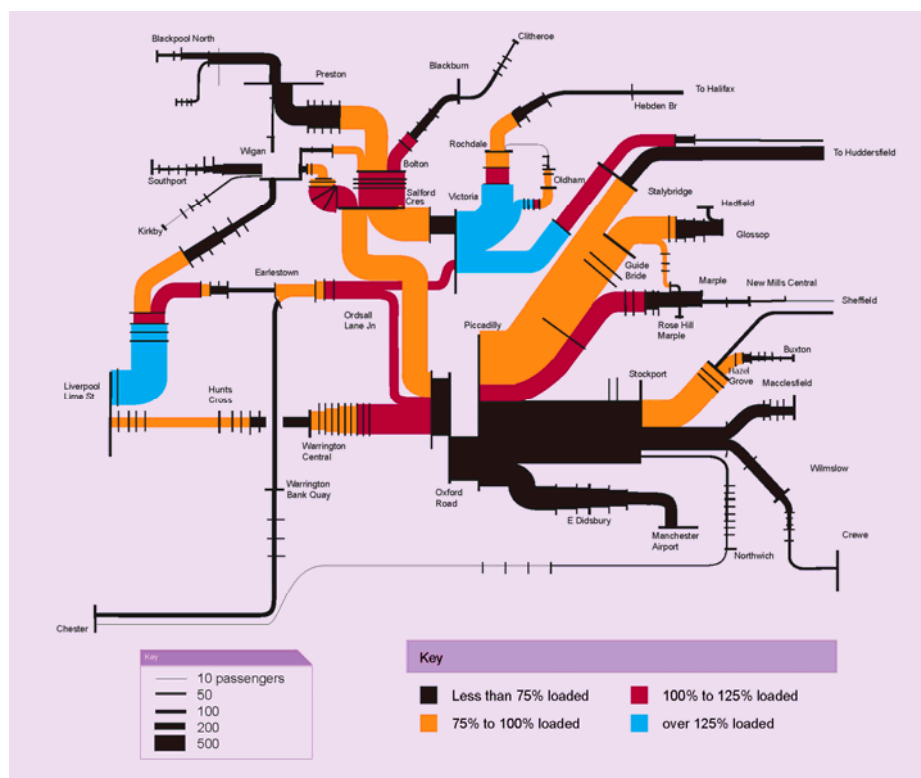 Clitheroe
Blackpool North
Blackburn
Preston
To Halifax
Hebden Br
Rochdale
To Huddersfield
Wigan
Bolton
Southport
Oldham
Stalybridge
Salford
Cres
Victoria
Hadfield
Kirkby
Glossop
Guide
Bride
Earlestown
Marple
New Mills Central
Sheffield
Ordsall
Lane Jn
Piccadilly
Rose Hill
Marple
Buxton
Stockport
Hazel
Grove
Macclesfield
Liverpool
Lime St
Hunts
Cross
Warrington
Central
Wilmslow
Warrington
Bank Quay
Oxford
Road
E Didsbury
Manchester
Airport
Northwich
Crewe
Chester
Key
10 passengers
50
100
200
500
Key
Less than 75% loaded
100% to 125% loaded
75% to 100% loaded
over 125% loaded